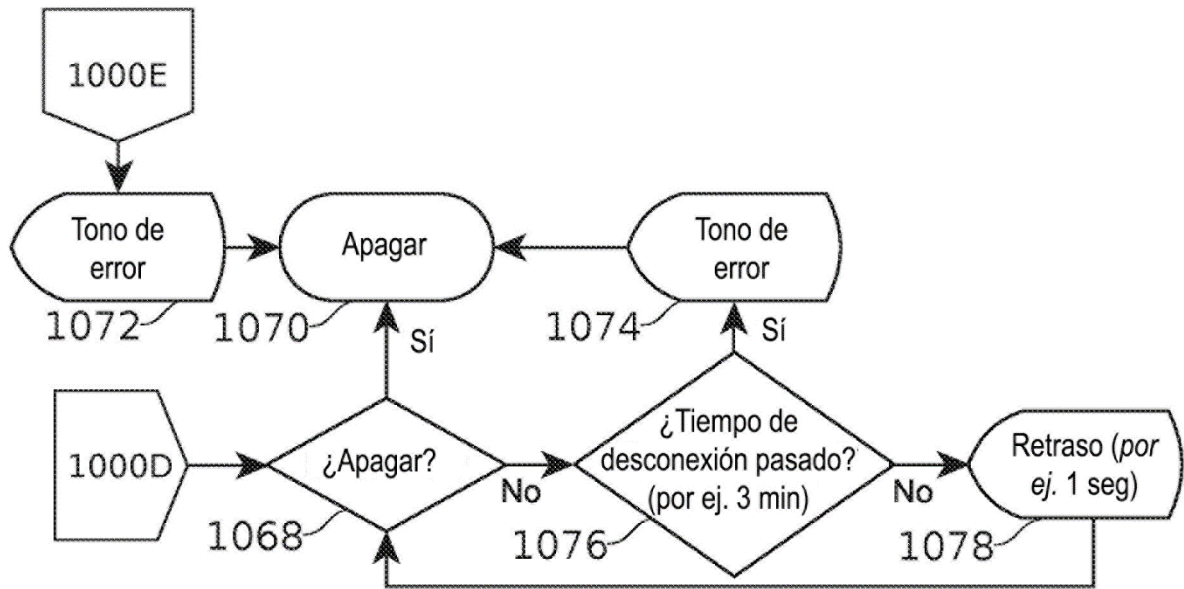 1000E
Tono de
error
Apagar
Tono de
error
1072
1070
1074
Sí
Sí
1000D
¿Apagar?
No
¿Tiempo de
desconexión pasado?
(por ej. 3 min)
No
Retraso (por
ej. 1 seg)
1068
1076
1078